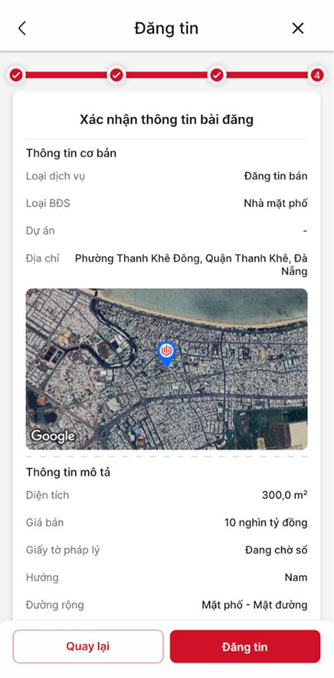 Đăng tin
4
Xác nhận thông tin bài đăng
Thông tin cơ bản
Loại dịch vụ Đăng tin bán
Loại BĐS Nhà mặt phố
Dự án -
Địa chỉ Phường Thanh Khê Đông, Quận Thanh Khê, Đà
Nẵng
Google
Thông tin mô tả
Diện tích 300,0 m²
Giá bán 10 nghìn tỷ đồng
Giấy tờ pháp lý Đang chờ sổ
Hướng Nam
Đường rộng Mặt phố - Mặt đường
Quay lại Đăng tin